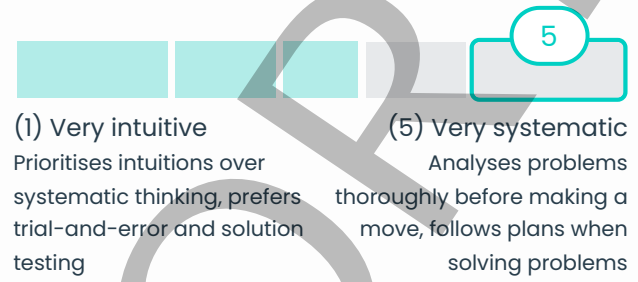 5
(1) Very intuitive
Prioritises intuitions over
systematic thinking, prefers
trial-and-error and solution
testing
(5) Very systematic
Analyses problems
thoroughly before making a
move, follows plans when
solving problems